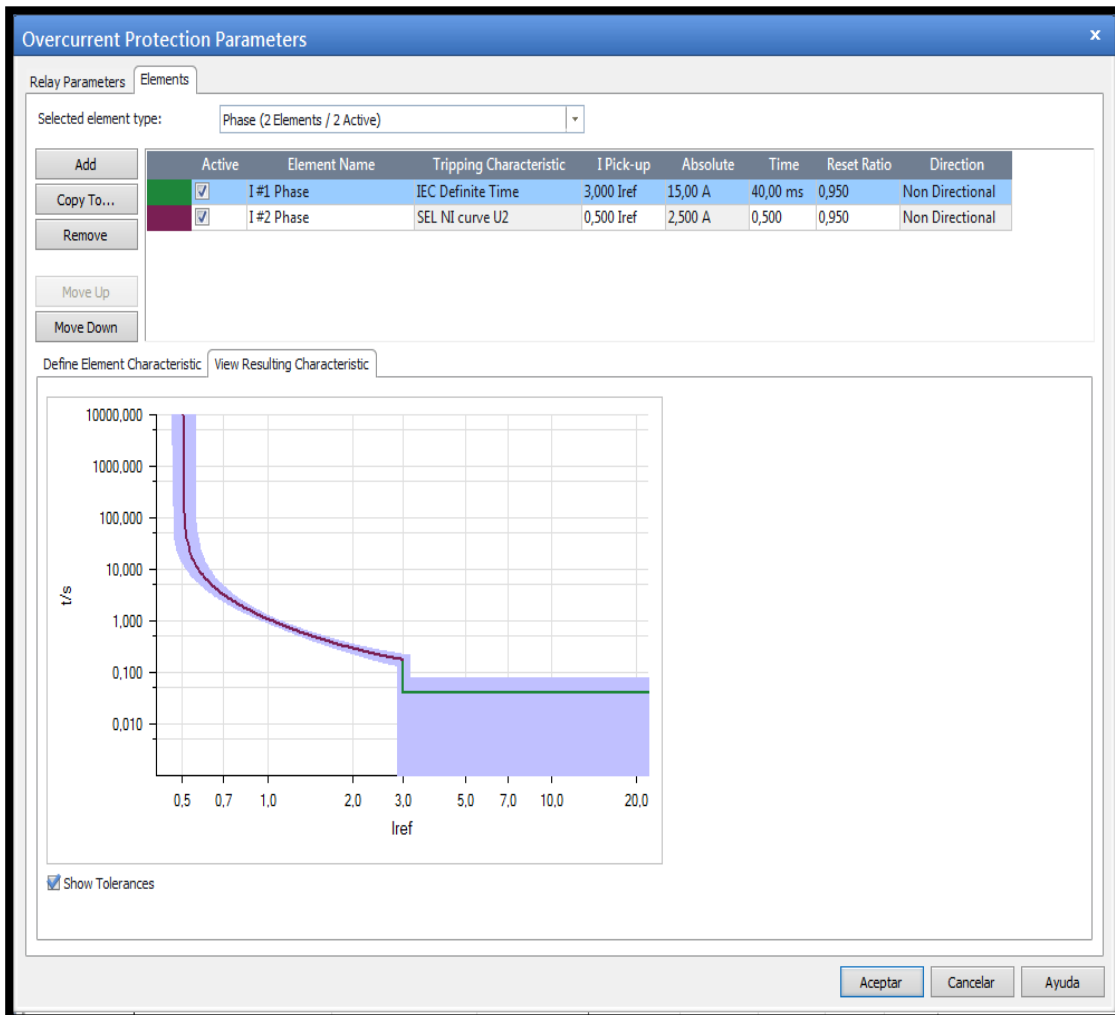 Overcurrent Protection Parameters x
Relay Parameters Elements
Selected element type: Phase (2 Elements / 2 Active)
Add
Copy To...
Remove
Move Up
Move Down
Active Element Name Tripping Characteristic I Pick-up Absolute Time Reset Ratio Direction
I #1 Phase IEC Definite Time 3,000 Iref 15,00 A 40,00 ms 0,950 Non Directional
I #2 Phase SEL NI curve U2 0,500 Iref 2,500 A 0,500 0,950 Non Directional
Define Element Characteristic View Resulting Characteristic
10000,000
1000,000
100,000
10,000
1,000
0,100
0,010
t/s
0,5 0,7 1,0 2,0 3,0 5,0 7,0 10,0 20,0
Iref
Show Tolerances
Aceptar Cancelar Ayuda